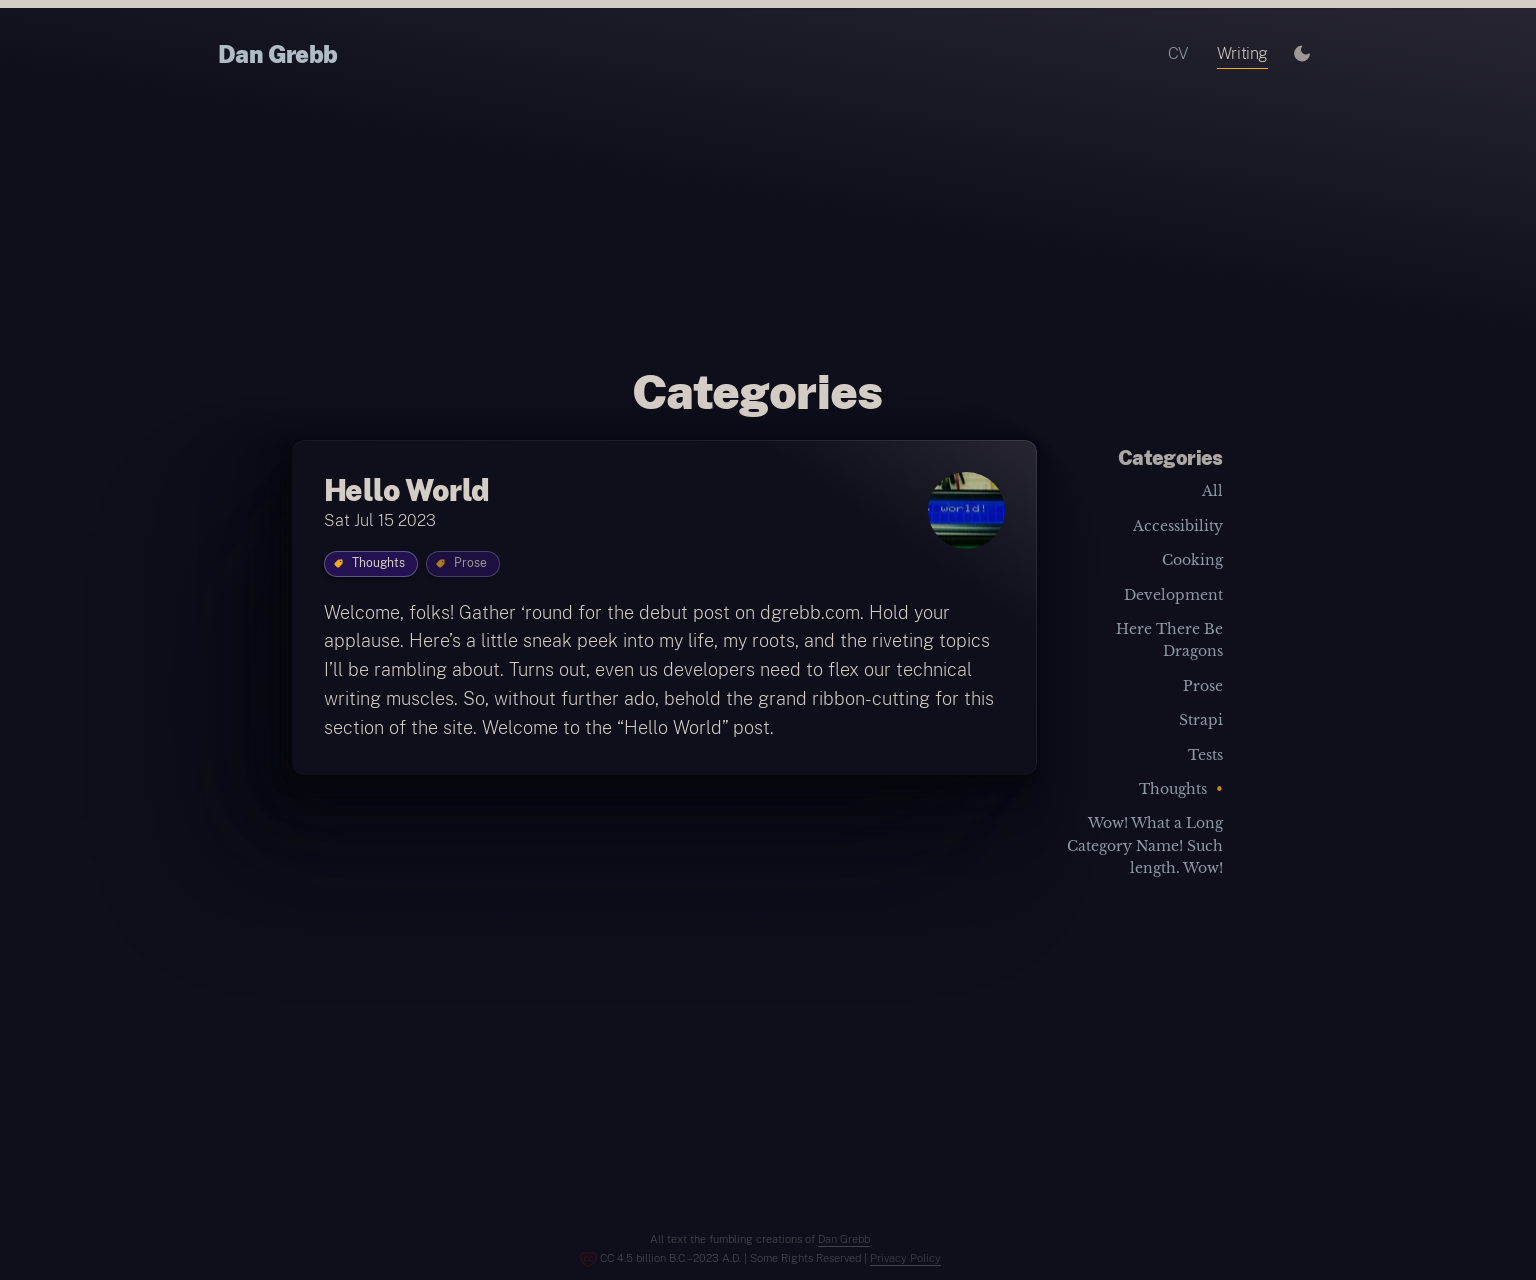 Dan Grebb
CV
Writing
Categories
Hello World
Sat Jul 15 2023
world!
Thoughts
Prose
Welcome, folks! Gather ‘round for the debut post on dgrebb.com. Hold your
applause. Here’s a little sneak peek into my life, my roots, and the riveting topics
I’ll be rambling about. Turns out, even us developers need to flex our technical
writing muscles. So, without further ado, behold the grand ribbon-cutting for this
section of the site. Welcome to the “Hello World” post.
Categories
All
Accessibility
Cooking
Development
Here There Be
Dragons
Prose
Strapi
Tests
Thoughts •
Wow! What a Long
Category Name! Such
length. Wow!
All text the fumbling creations of Dan Grebb
CC 4.5 billion B.C.–2023 A.D. | Some Rights Reserved | Privacy Policy